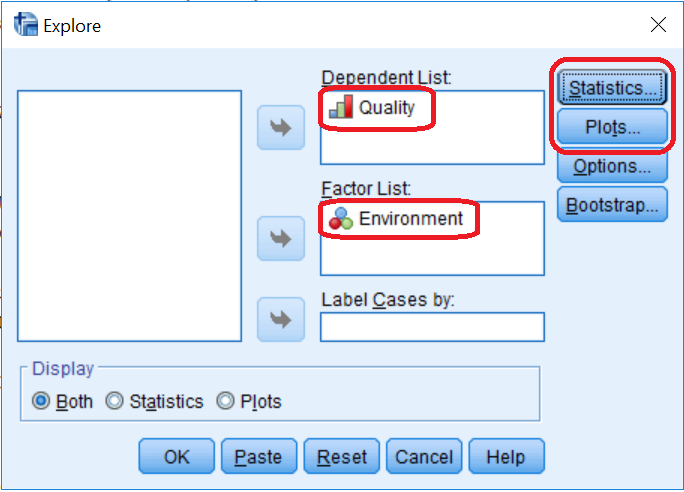 Explore
Dependent List:
Quality
Statistics...
Plots...
Options...
Bootstrap...
Factor List:
Environment
Label Cases by:
Display
Both Statistics Plots
OK Paste Reset Cancel Help